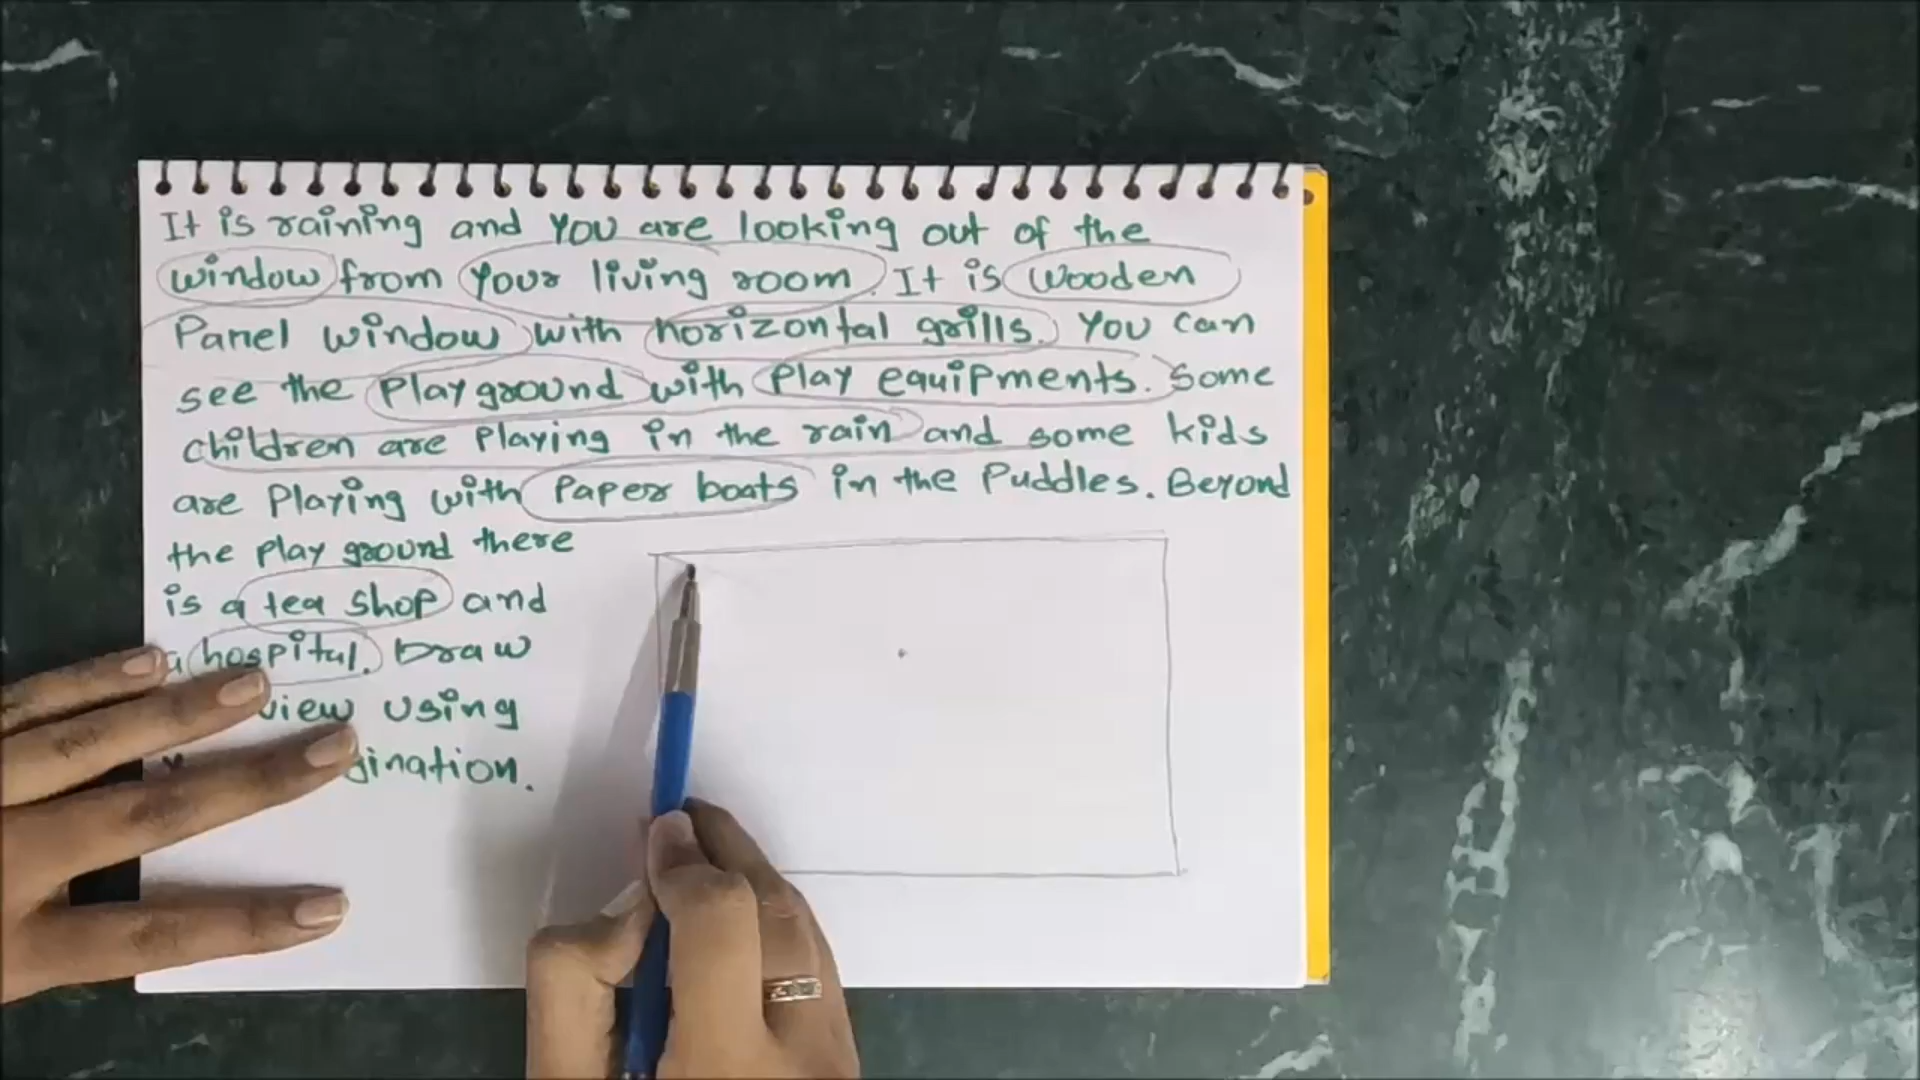 It is raining and you are looking out of the
window from your living room. It is wooden
Panel window with horizontal grills. You can
see the playground with play equipments. Some
children are playing in the rain and some kids
are playing with paper boats in the puddles. Beyond
the play ground there
is a tea shop and
a hospital. Draw
view using
gination.